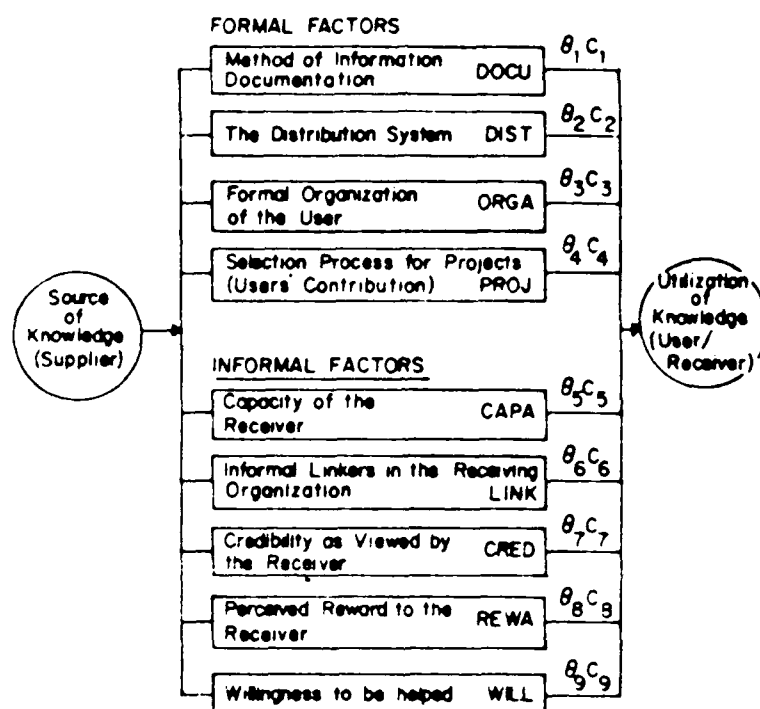 FORMAL FACTORS
Method of Information
Documentation DOCU
θ₁C₁
The Distribution System DIST
θ₂C₂
Formal Organization
of the User ORGA
θ₃C₃
Selection Process for Projects
(Users' Contribution) PROJ
θ₄C₄
Source
of
Knowledge
(Supplier)
Utilization
of
Knowledge
(User/
Receiver)
INFORMAL FACTORS
Capacity of the
Receiver CAPA
θ₅C₅
Informal Linkers in the Receiving
Organization LINK
θ₆C₆
Credibility as Viewed by
the Receiver CRED
θ₇C₇
Perceived Reward to the
Receiver REWA
θ₈C₈
Willingness to be helped WILL
θ₉C₉